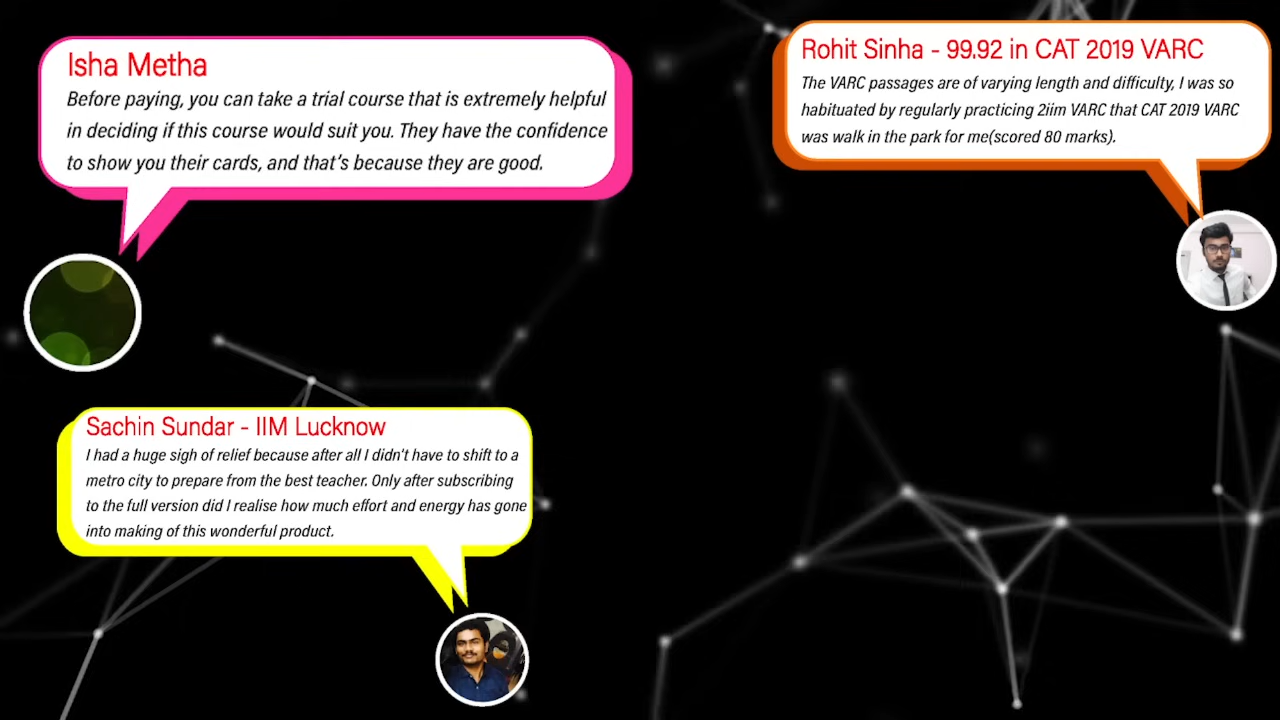 Isha Metha
Before paying, you can take a trial course that is extremely helpful
in deciding if this course would suit you. They have the confidence
to show you their cards, and that's because they are good.
Rohit Sinha - 99.92 in CAT 2019 VARC
The VARC passages are of varying length and difficulty, I was so
habituated by regularly practicing 2iim VARC that CAT 2019 VARC
was walk in the park for me(scored 80 marks).
Sachin Sundar - IIM Lucknow
I had a huge sigh of relief because after all I didn't have to shift to a
metro city to prepare from the best teacher. Only after subscribing
to the full version did I realise how much effort and energy has gone
into making of this wonderful product.